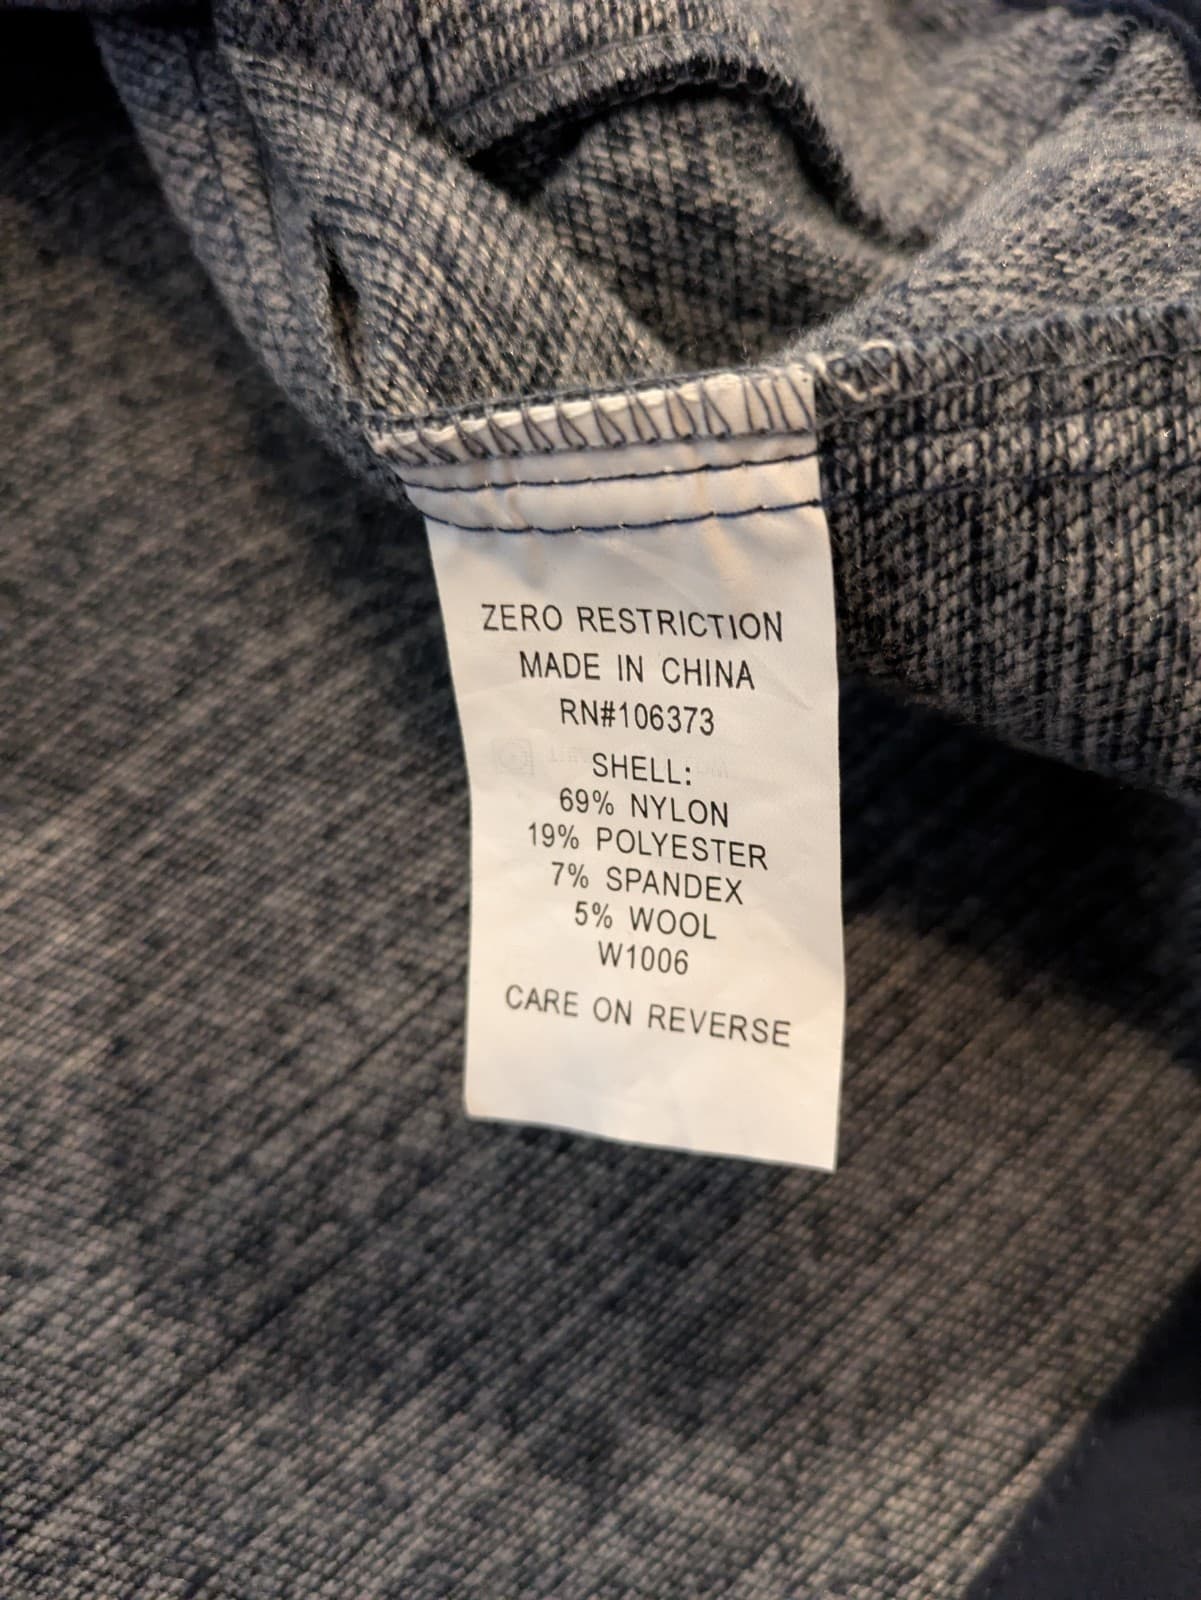 ZERO RESTRICTION
MADE IN CHINA
RN#106373
SHELL:
69% NYLON
19% POLYESTER
7% SPANDEX
5% WOOL
W1006
CARE ON REVERSE